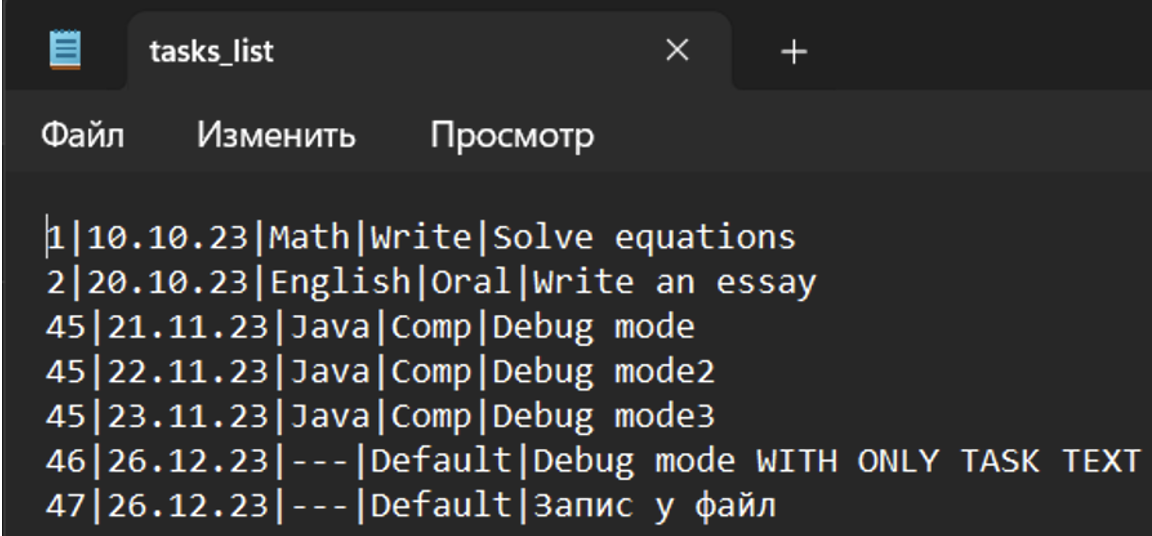 tasks_list
Файл Изменить Просмотр
1|10.10.23|Math|Write|Solve equations
2|20.10.23|English|Oral|Write an essay
45|21.11.23|Java|Comp|Debug mode
45|22.11.23|Java|Comp|Debug mode2
45|23.11.23|Java|Comp|Debug mode3
46|26.12.23|---|Default|Debug mode WITH ONLY TASK TEXT
47|26.12.23|---|Default|Запис у файл